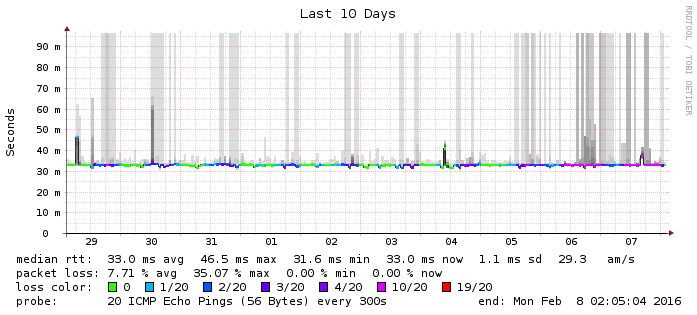 Last 10 Days
RRDTOOL / TOBI OETIKER
Seconds
90 m
80 m
70 m
60 m
50 m
40 m
30 m
20 m
10 m
0
29 30 31 01 02 03 04 05 06 07
median rtt: 33.0 ms avg 46.5 ms max 31.6 ms min 33.0 ms now 1.1 ms sd 29.3 am/s
packet loss: 7.71 % avg 35.07 % max 0.00 % min 0.00 % now
loss color: 0 1/20 2/20 3/20 4/20 10/20 19/20
probe: 20 ICMP Echo Pings (56 Bytes) every 300s end: Mon Feb 8 02:05:04 2016